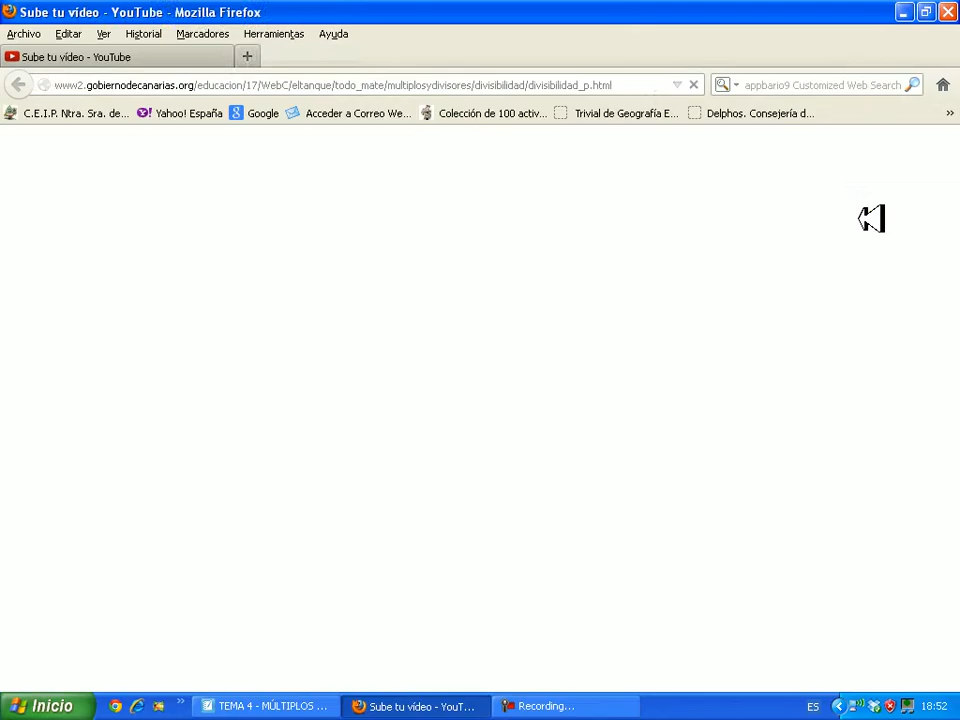 Sube tu vídeo - YouTube - Mozilla Firefox
Archivo Editar Ver Historial Marcadores Herramientas Ayuda
Sube tu vídeo - YouTube +
www2.gobiernodecanarias.org/educacion/17/WebC/eltanque/todo_mate/multiplosydivisores/divisibilidad/divisibilidad_p.html appbario9 Customized Web Search
C.E.I.P. Ntra. Sra. de... Yahoo! España Google Acceder a Correo We... Colección de 100 activ... Trivial de Geografía E... Delphos. Consejería d... »
Inicio » TEMA 4 - MÚLTIPLOS ... Sube tu vídeo - YouT... Recording... ES 18:52